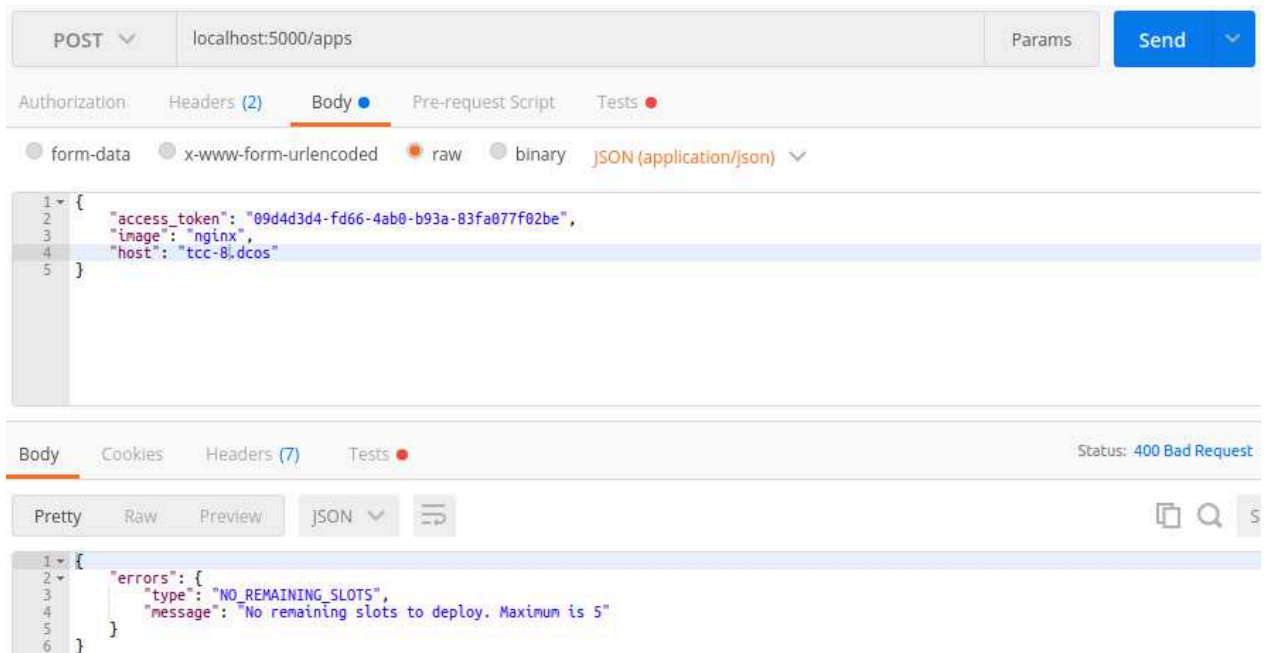 POST localhost:5000/apps Params Send
Authorization Headers (2) Body Pre-request Script Tests
form-data x-www-form-urlencoded raw binary JSON (application/json)
1 {
2 "access_token": "09d4d3d4-fd66-4ab0-b93a-83fa077f02be",
3 "image": "nginx",
4 "host": "tcc-8.dcos"
5 }
Body Cookies Headers (7) Tests Status: 400 Bad Request
Pretty Raw Preview JSON S
1 {
2 "errors": {
3 "type": "NO_REMAINING_SLOTS",
4 "message": "No remaining slots to deploy. Maximum is 5"
5 }
6 }